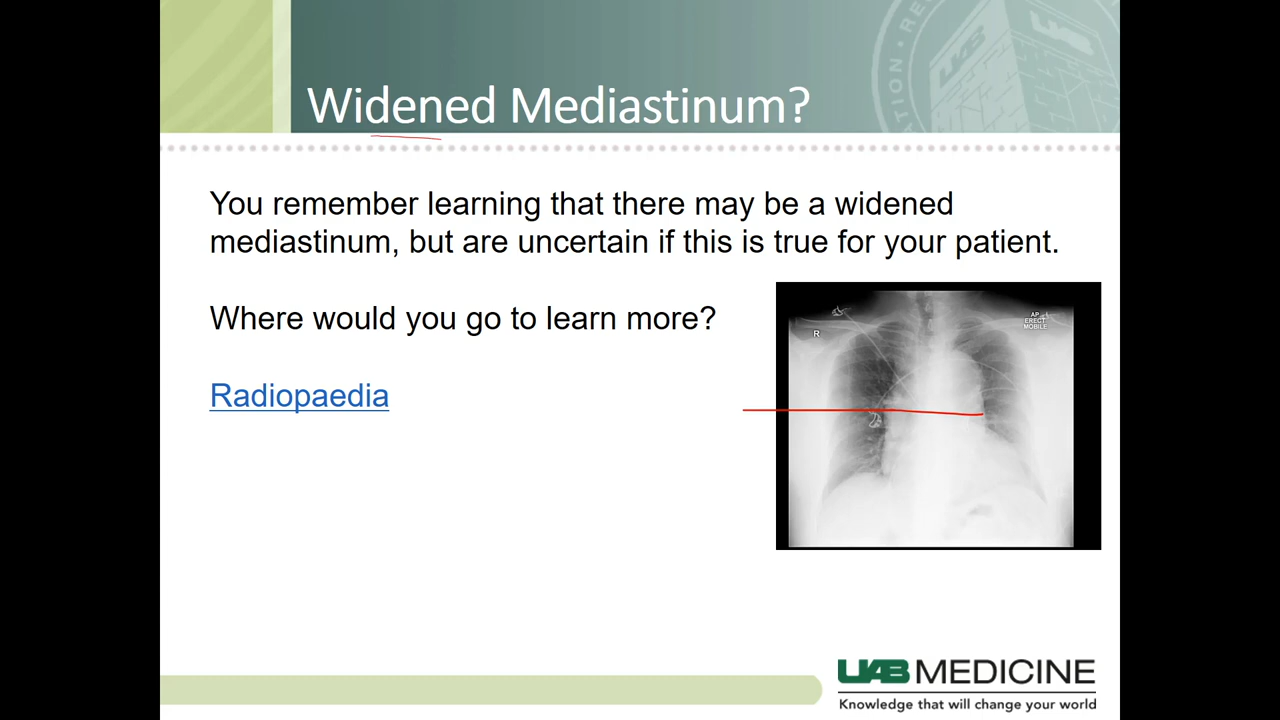 Widened Mediastinum?
You remember learning that there may be a widened
mediastinum, but are uncertain if this is true for your patient.
Where would you go to learn more?
Radiopaedia
R
AP
ERECT
MOBILE
UAB MEDICINE
Knowledge that will change your world